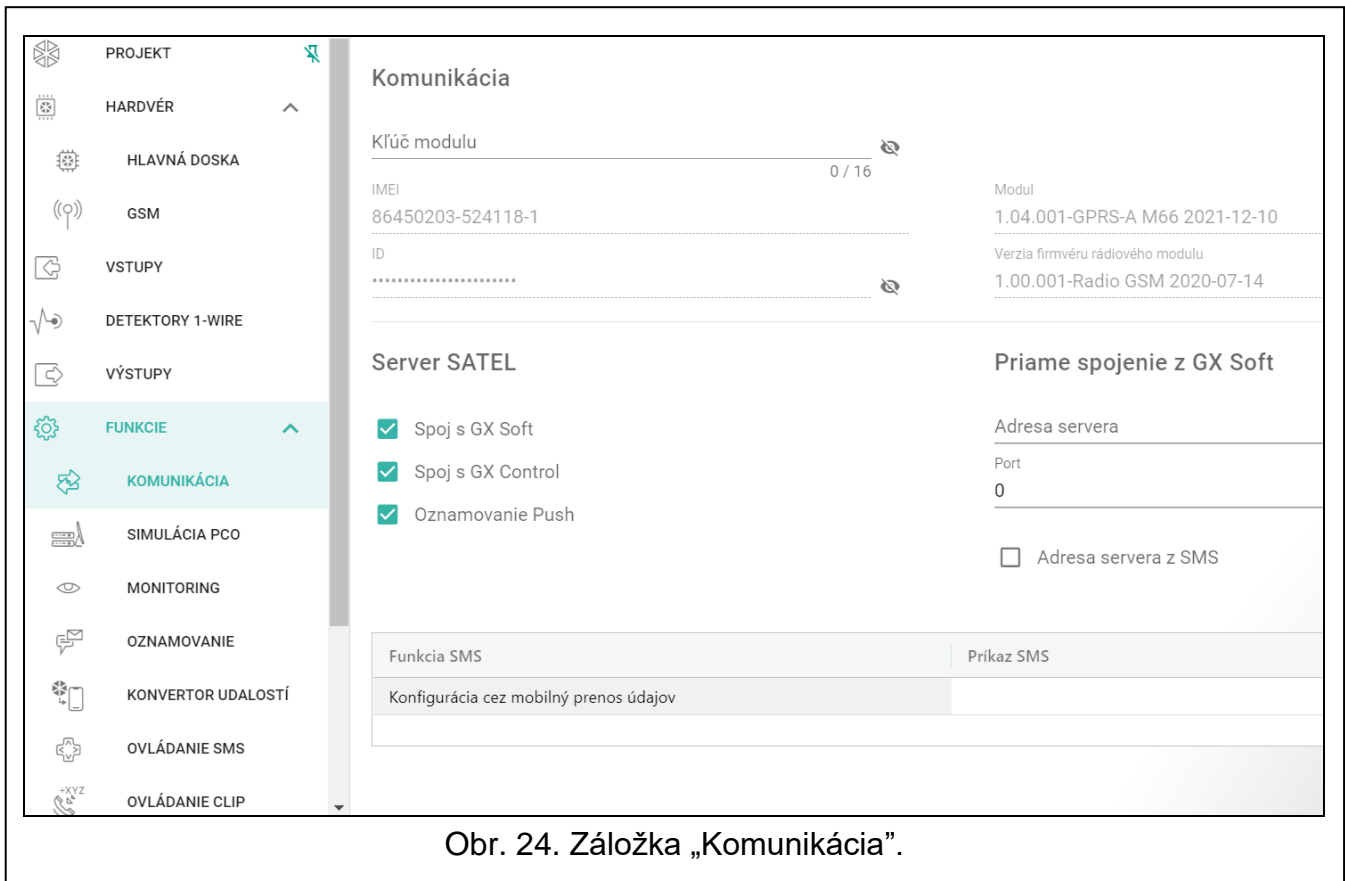 PROJEKT
HARDVÉR
HLAVNÁ DOSKA
GSM
VSTUPY
DETEKTORY 1-WIRE
VÝSTUPY
FUNKCIE
KOMUNIKÁCIA
SIMULÁCIA PCO
MONITORING
OZNAMOVANIE
KONVERTOR UDALOSTÍ
OVLÁDANIE SMS
+XYZ
OVLÁDANIE CLIP
Komunikácia
Kľúč modulu
0 / 16
IMEI
86450203-524118-1
ID
••••••••••••••••••••••
Modul
1.04.001-GPRS-A M66 2021-12-10
Verzia firmvéru rádiového modulu
1.00.001-Radio GSM 2020-07-14
Server SATEL
Spoj s GX Soft
Spoj s GX Control
Oznamovanie Push
Priame spojenie z GX Soft
Adresa servera
Port
0
Adresa servera z SMS
Funkcia SMS Príkaz SMS
Konfigurácia cez mobilný prenos údajov
Obr. 24. Záložka „Komunikácia”.